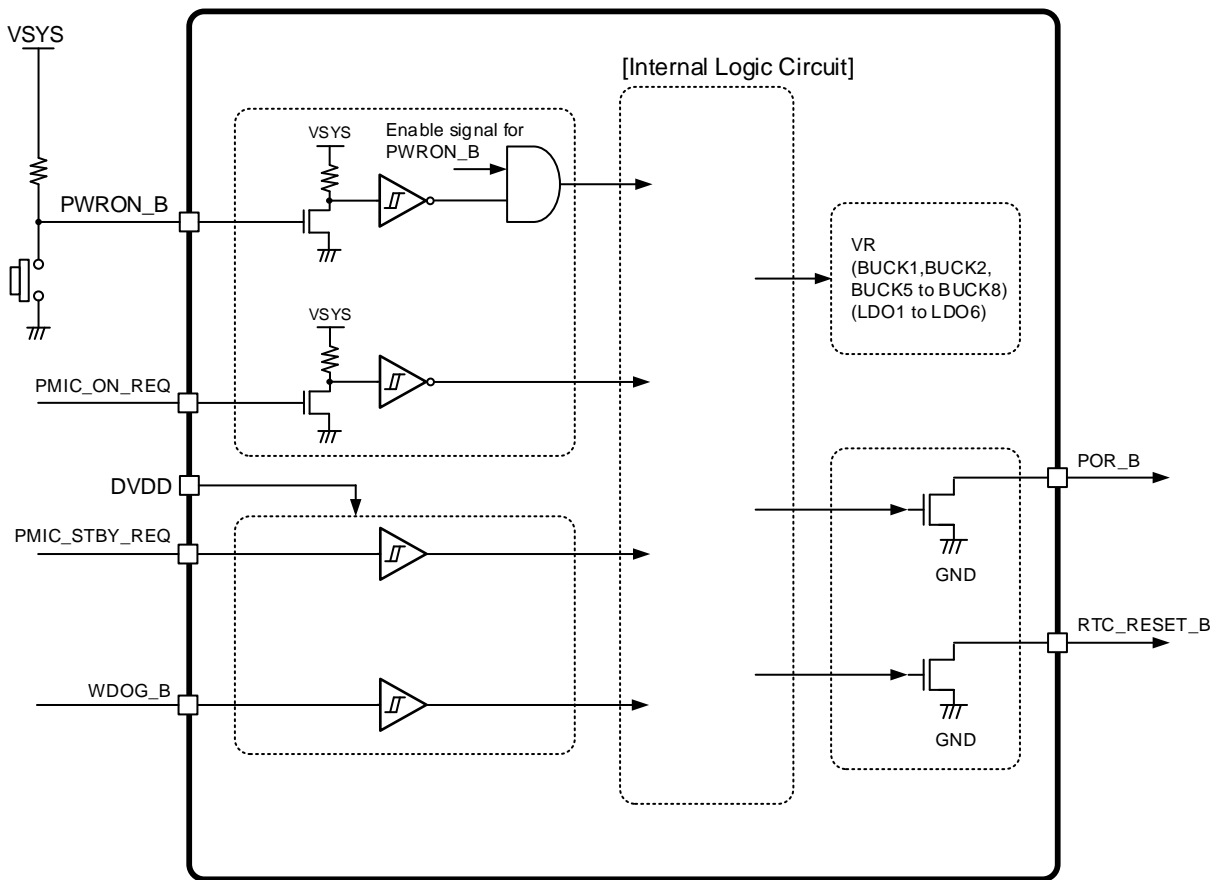 VSYS
[Internal Logic Circuit]
VSYS
Enable signal for
PWRON_B
PWRON_B
VR
(BUCK1,BUCK2,
BUCK5 to BUCK8)
(LDO1 to LDO6)
VSYS
PMIC_ON_REQ
DVDD
POR_B
PMIC_STBY_REQ
GND
RTC_RESET_B
WDOG_B
GND